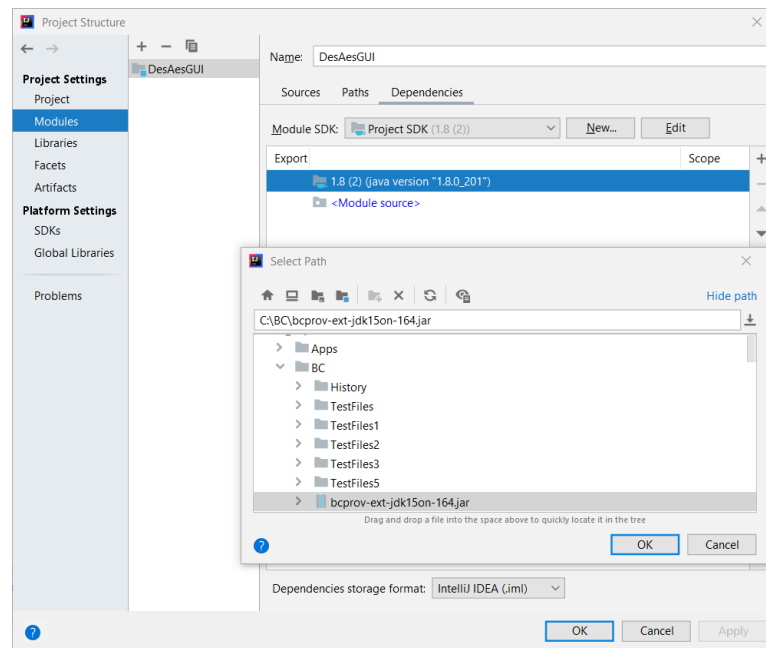 Project Structure
Project Settings
Project
Modules
Libraries
Facets
Artifacts
Platform Settings
SDKs
Global Libraries
Problems
DesAesGUI
Name: DesAesGUI
Sources Paths Dependencies
Module SDK: Project SDK (1.8 (2)) New... Edit
Export Scope
1.8 (2) (java version "1.8.0_201")
<Module source>
Select Path
Hide path
C:\BC\bcprov-ext-jdk15on-164.jar
Apps
BC
History
TestFiles
TestFiles1
TestFiles2
TestFiles3
TestFiles5
bcprov-ext-jdk15on-164.jar
Drag and drop a file into the space above to quickly locate it in the tree
? OK Cancel
Dependencies storage format: IntelliJ IDEA (.iml)
? OK Cancel Apply